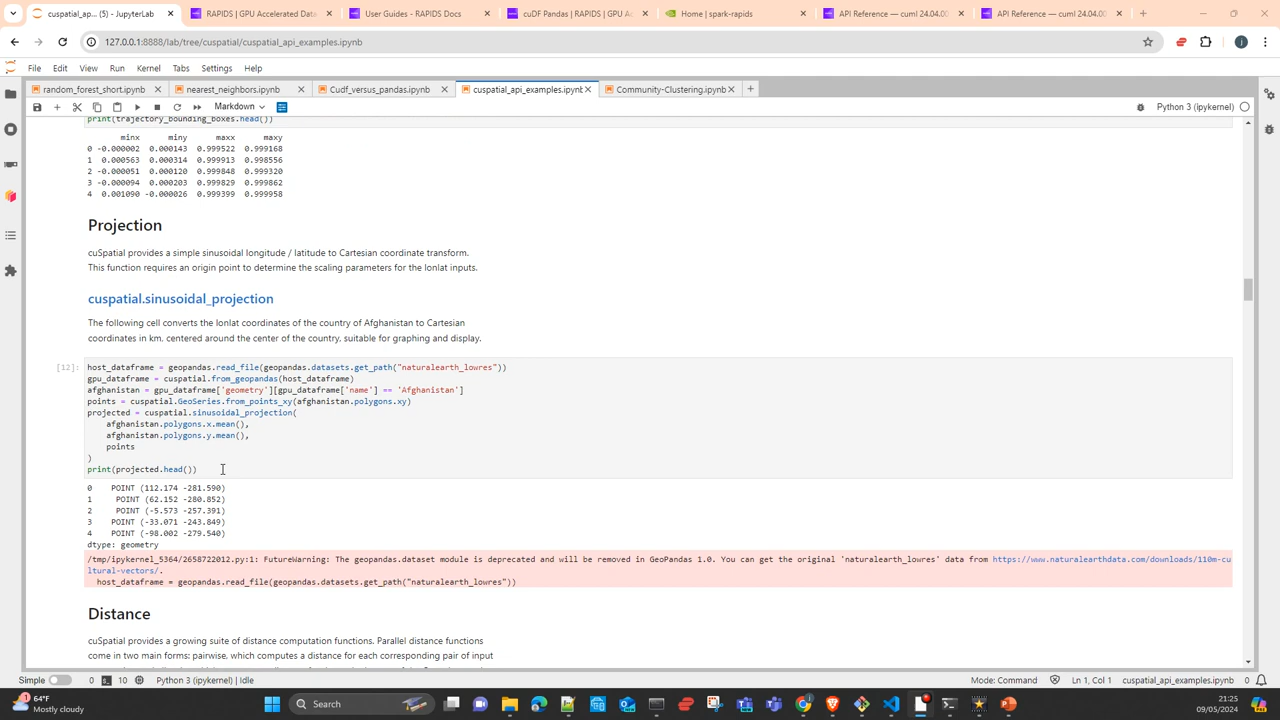 cuspatial_ap... (5) - JupyterLab
RAPIDS | GPU Accelerated Data
User Guides - RAPIDS Docs
cuDF Pandas | RAPIDS | GPU Ac
Home | spark-rapids
API Reference — cuml 24.04.00
API Reference — cuml 24.04.00
127.0.0.1:8888/lab/tree/cuspatial/cuspatial_api_examples.ipynb
File Edit View Run Kernel Tabs Settings Help
random_forest_short.ipynb
nearest_neighbors.ipynb
Cudf_versus_pandas.ipynb
cuspatial_api_examples.ipynb
Community-Clustering.ipynb
Markdown
Python 3 (ipykernel)
print(trajectory_bounding_boxes.head())
minx miny maxx maxy
0 -0.000002 0.000143 0.999522 0.999168
1 0.000563 0.000314 0.999913 0.998556
2 -0.000051 0.000120 0.999848 0.999320
3 -0.000094 0.000203 0.999829 0.999862
4 0.001090 -0.000026 0.999399 0.999958
Projection
cuSpatial provides a simple sinusoidal longitude / latitude to Cartesian coordinate transform.
This function requires an origin point to determine the scaling parameters for the lonlat inputs.
cuspatial.sinusoidal_projection
The following cell converts the lonlat coordinates of the country of Afghanistan to Cartesian
coordinates in km, centered around the center of the country, suitable for graphing and display.
[12]:
host_dataframe = geopandas.read_file(geopandas.datasets.get_path("naturalearth_lowres"))
gpu_dataframe = cuspatial.from_geopandas(host_dataframe)
afghanistan = gpu_dataframe['geometry'][gpu_dataframe['name'] == 'Afghanistan']
points = cuspatial.GeoSeries.from_points_xy(afghanistan.polygons.xy)
projected = cuspatial.sinusoidal_projection(
afghanistan.polygons.x.mean(),
afghanistan.polygons.y.mean(),
points
)
print(projected.head())
0 POINT (112.174 -281.590)
1 POINT (62.152 -280.852)
2 POINT (-5.573 -257.391)
3 POINT (-33.071 -243.849)
4 POINT (-98.002 -279.540)
dtype: geometry
/tmp/ipykernel_5364/2658722012.py:1: FutureWarning: The geopandas.dataset module is deprecated and will be removed in GeoPandas 1.0. You can get the original 'naturalearth_lowres' data from https://www.naturalearthdata.com/downloads/110m-cu
ltural-vectors/.
host_dataframe = geopandas.read_file(geopandas.datasets.get_path("naturalearth_lowres"))
Distance
cuSpatial provides a growing suite of distance computation functions. Parallel distance functions
come in two main forms: pairwise, which computes a distance for each corresponding pair of input
Simple 0 10 Python 3 (ipykernel) | Idle
Mode: Command Ln 1, Col 1 cuspatial_api_examples.ipynb 0
64°F
Mostly cloudy
Search
21:25
09/05/2024